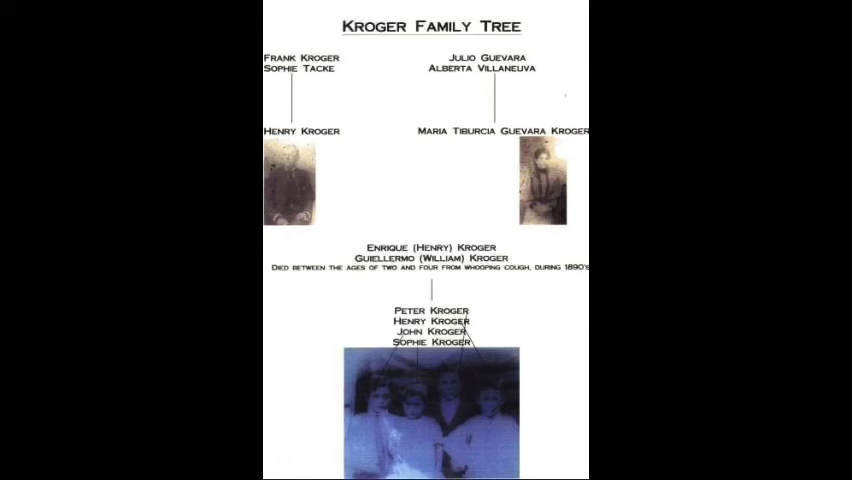 KROGER FAMILY TREE
FRANK KROGER
SOPHIE TACKE
JULIO GUEVARA
ALBERTA VILLANEUVA
HENRY KROGER
MARIA TIBURCIA GUEVARA KROGER
ENRIQUE (HENRY) KROGER
GUIELLERMO (WILLIAM) KROGER
DIED BETWEEN THE AGES OF TWO AND FOUR FROM WHOOPING COUGH, DURING 1890'S
PETER KROGER
HENRY KROGER
JOHN KROGER
SOPHIE KROGER